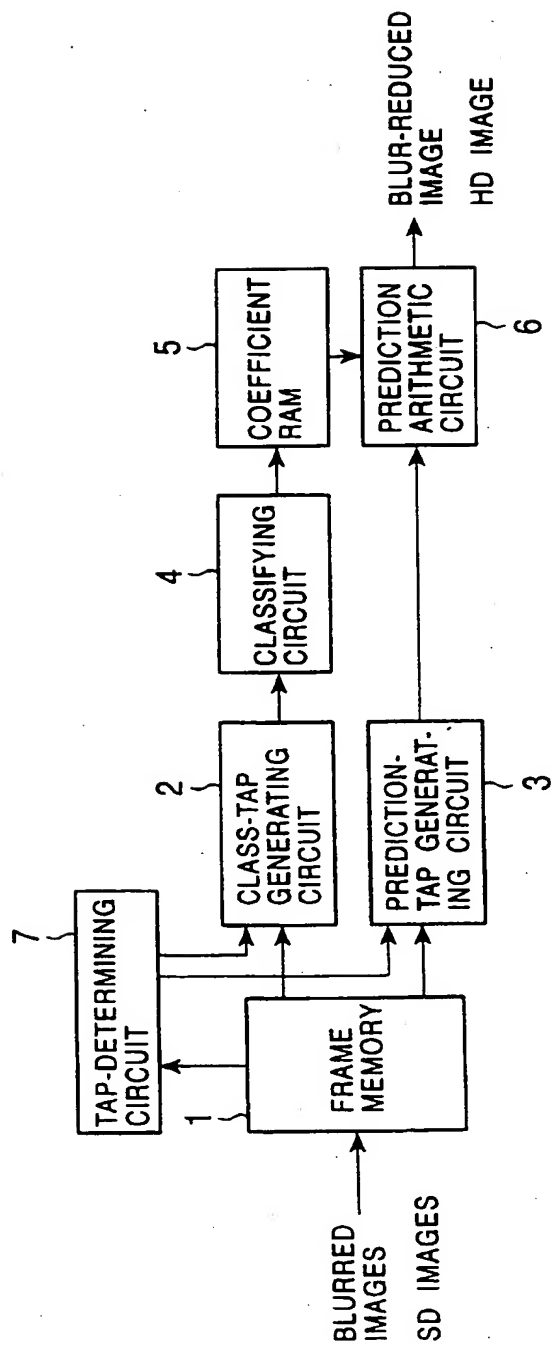 BLURRED
IMAGES
SD IMAGES
1
FRAME
MEMORY
7
TAP-DETERMINING
CIRCUIT
2
CLASS-TAP
GENERATING
CIRCUIT
3
PREDICTION-
TAP GENERAT-
ING CIRCUIT
4
CLASSIFYING
CIRCUIT
5
COEFFICIENT
RAM
6
PREDICTION
ARITHMETIC
CIRCUIT
BLUR-REDUCED
IMAGE
HD IMAGE